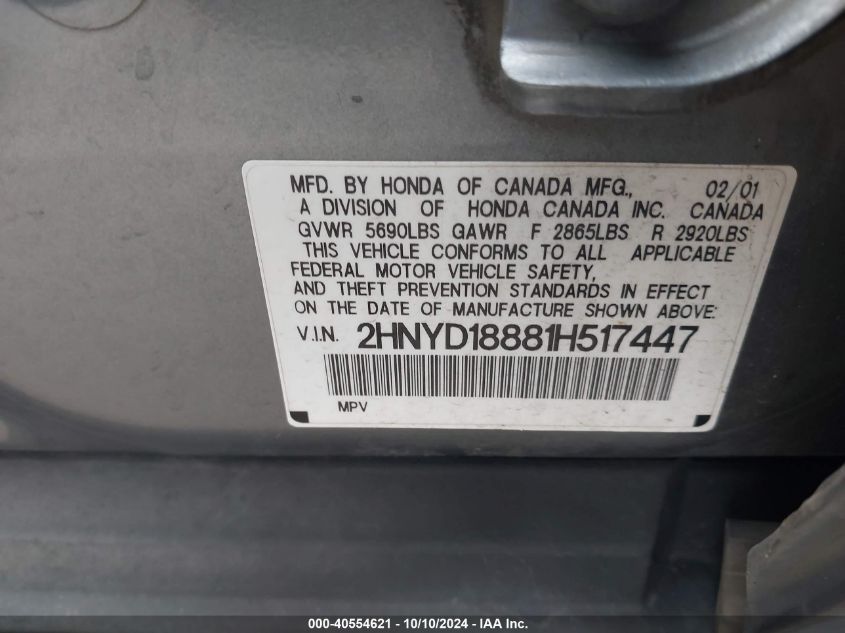 MFD. BY HONDA OF CANADA MFG., 02/01
A DIVISION OF HONDA CANADA INC. CANADA
GVWR 5690LBS GAWR F 2865LBS R 2920LBS
THIS VEHICLE CONFORMS TO ALL APPLICABLE
FEDERAL MOTOR VEHICLE SAFETY,
AND THEFT PREVENTION STANDARDS IN EFFECT
ON THE DATE OF MANUFACTURE SHOWN ABOVE:
V.I.N. 2HNYD18881H517447
MPV
000-40554621 - 10/10/2024 - IAA Inc.